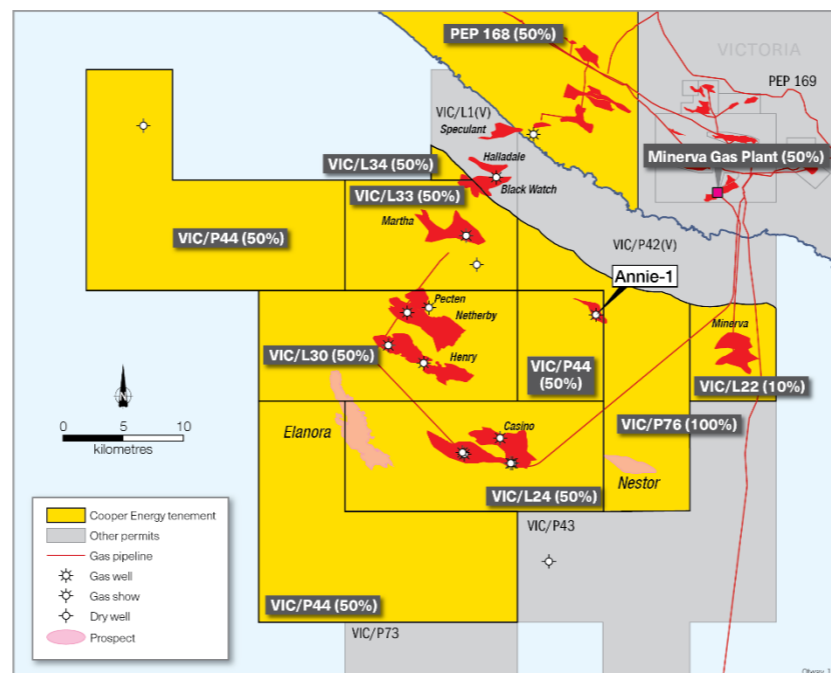 PEP 168 (50%)
VICTORIA
PEP 169
VIC/L1(V)
Speculant
Minerva Gas Plant (50%)
Halladale
VIC/L34 (50%)
Black Watch
VIC/L33 (50%)
Martha
VIC/P44 (50%)
VIC/P42(V)
Annie-1
Pecten
Netherby
Minerva
Henry
VIC/L30 (50%)
VIC/P44
(50%)
VIC/L22 (10%)
N
0 5 10
kilometres
Elanora
Casino
VIC/P76 (100%)
Nestor
VIC/L24 (50%)
VIC/P43
Cooper Energy tenement
Other permits
Gas pipeline
Gas well
Gas show
Dry well
Prospect
VIC/P44 (50%)
VIC/P73